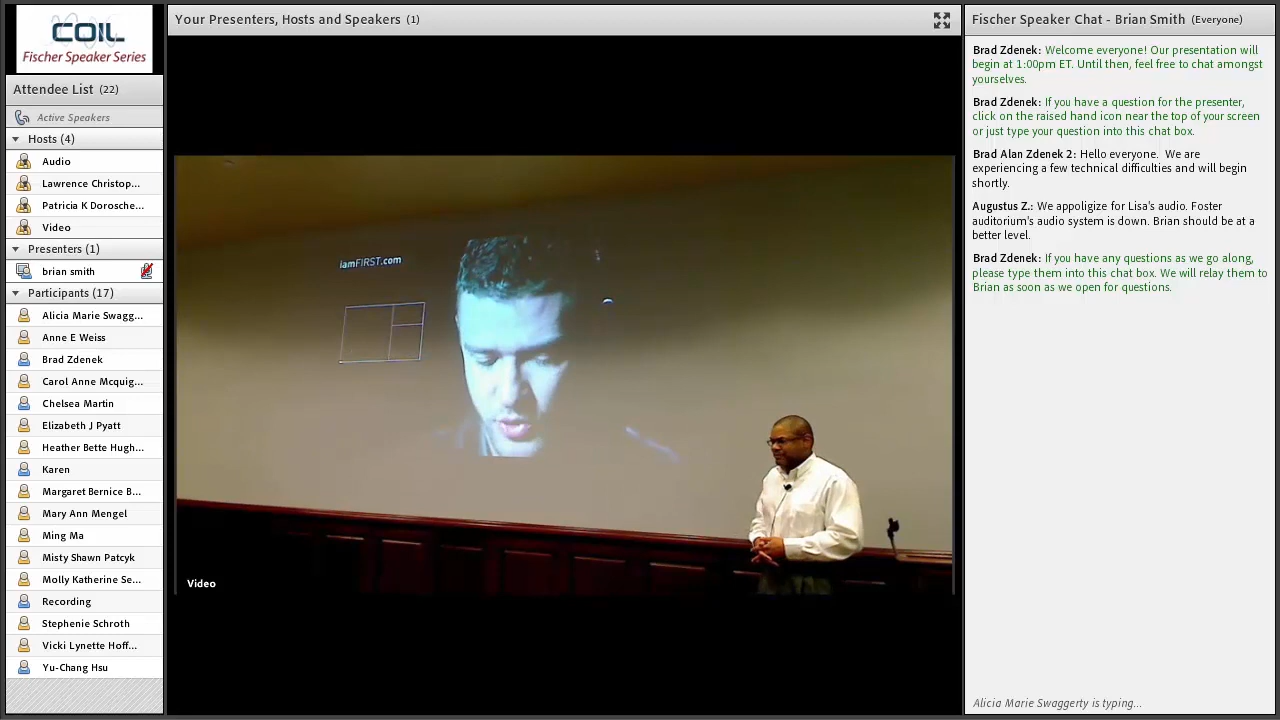 COIL
Fischer Speaker Series
Attendee List (22)
Active Speakers
Hosts (4)
Audio
Lawrence Christop...
Patricia K Dorosche...
Video
Presenters (1)
brian smith
Participants (17)
Alicia Marie Swagg...
Anne E Weiss
Brad Zdenek
Carol Anne Mcquig...
Chelsea Martin
Elizabeth J Pyatt
Heather Bette Hugh...
Karen
Margaret Bernice B...
Mary Ann Mengel
Ming Ma
Misty Shawn Patcyk
Molly Katherine Se...
Recording
Stephenie Schroth
Vicki Lynette Hoff...
Yu-Chang Hsu
Your Presenters, Hosts and Speakers (1)
iamFIRST.com
Video
Fischer Speaker Chat - Brian Smith (Everyone)
Brad Zdenek: Welcome everyone! Our presentation will
begin at 1:00pm ET. Until then, feel free to chat amongst
yourselves.
Brad Zdenek: If you have a question for the presenter,
click on the raised hand icon near the top of your screen
or just type your question into this chat box.
Brad Alan Zdenek 2: Hello everyone. We are
experiencing a few technical difficulties and will begin
shortly.
Augustus Z.: We appoligize for Lisa's audio. Foster
auditorium's audio system is down. Brian should be at a
better level.
Brad Zdenek: If you have any questions as we go along,
please type them into this chat box. We will relay them to
Brian as soon as we open for questions.
Alicia Marie Swaggerty is typing...